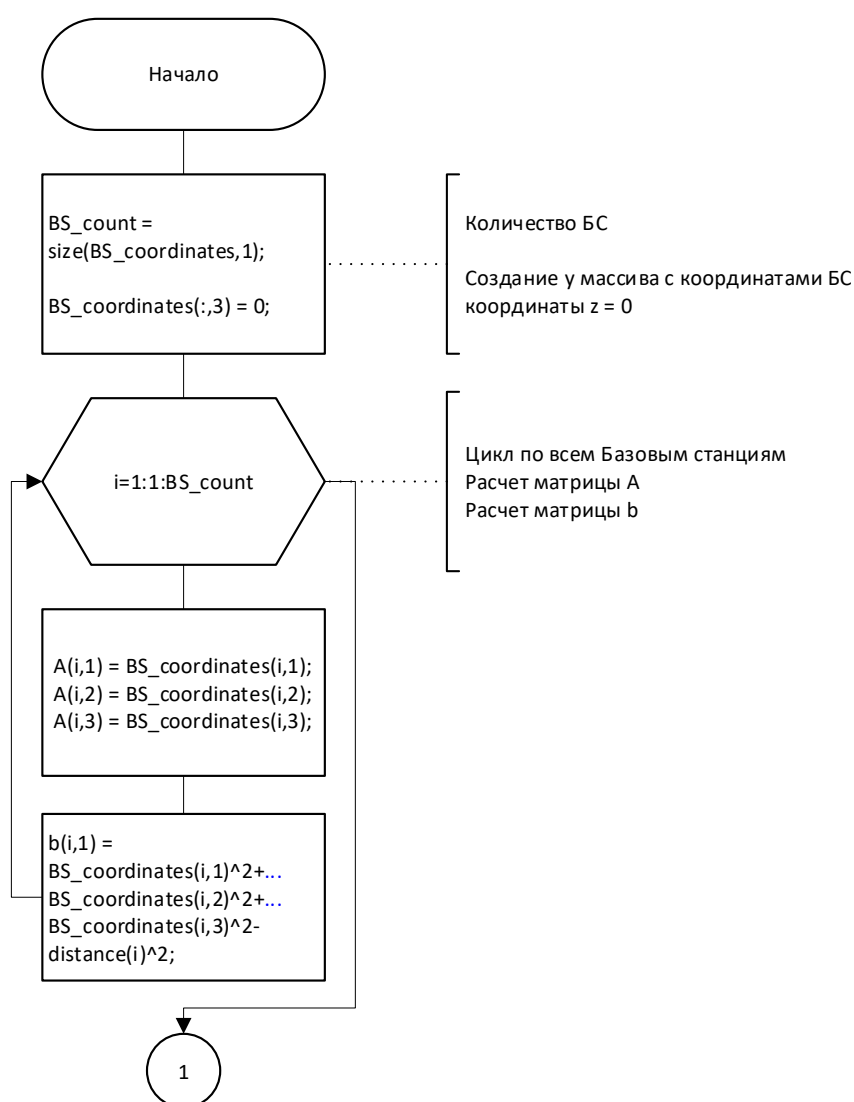 Начало
BS_count =
size(BS_coordinates,1);
BS_coordinates(:,3) = 0;
Количество БС
Создание у массива с координатами БС
координаты z = 0
i=1:1:BS_count
Цикл по всем Базовым станциям
Расчет матрицы A
Расчет матрицы b
A(i,1) = BS_coordinates(i,1);
A(i,2) = BS_coordinates(i,2);
A(i,3) = BS_coordinates(i,3);
b(i,1) =
BS_coordinates(i,1)^2+...
BS_coordinates(i,2)^2+...
BS_coordinates(i,3)^2-
distance(i)^2;
1